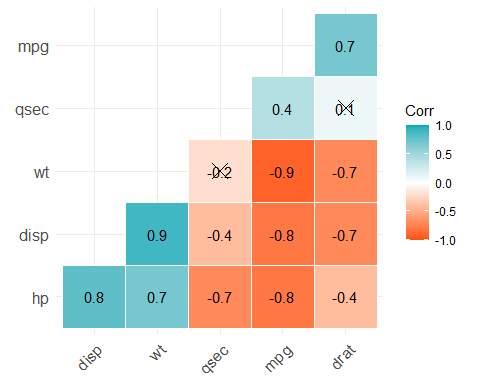 mpg 0.7
qsec 0.4 0.1
wt -0.2 -0.9 -0.7
disp 0.9 -0.4 -0.8 -0.7
hp 0.8 0.7 -0.7 -0.8 -0.4
disp wt qsec mpg drat
Corr
1.0
0.5
0.0
-0.5
-1.0